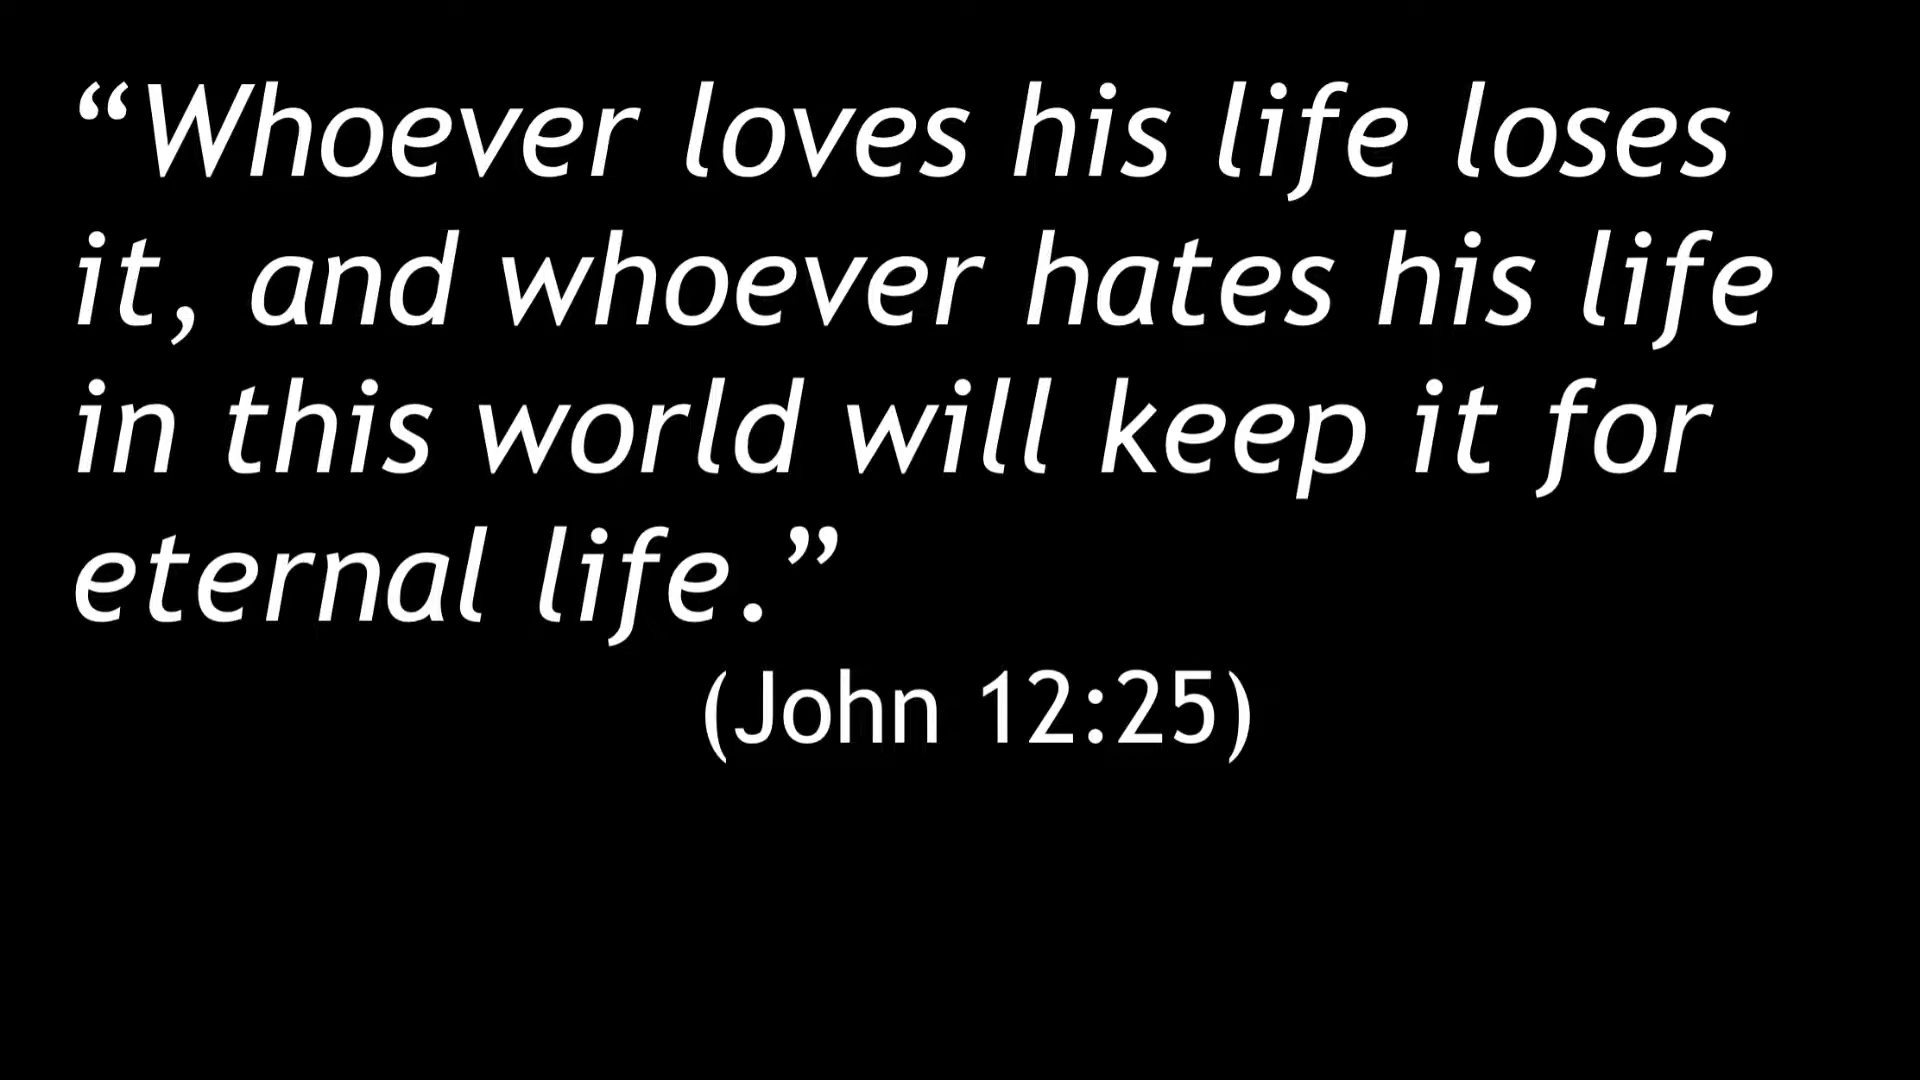 “Whoever loves his life loses
it, and whoever hates his life
in this world will keep it for
eternal life.”
(John 12:25)